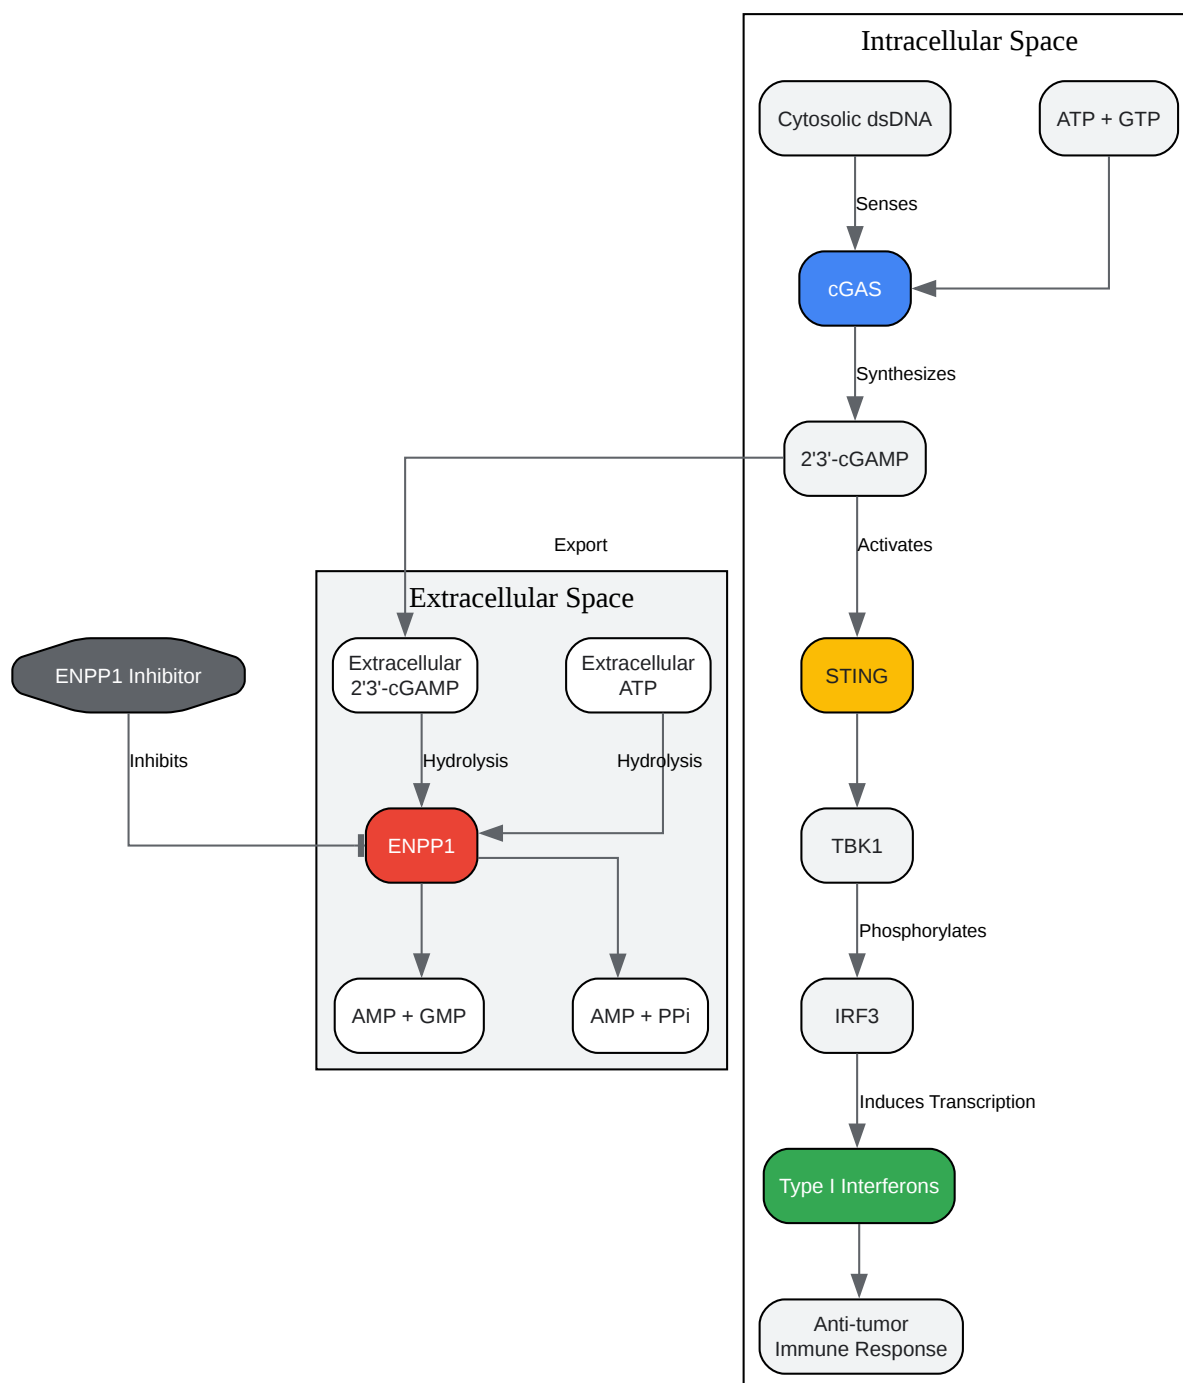 Intracellular Space
Cytosolic dsDNA
ATP + GTP
Senses
cGAS
Synthesizes
2'3'-cGAMP
Export
Activates
Extracellular Space
ENPP1 Inhibitor
Extracellular
2'3'-cGAMP
Extracellular
ATP
STING
Inhibits
Hydrolysis
Hydrolysis
ENPP1
TBK1
Phosphorylates
AMP + GMP
AMP + PPi
IRF3
Induces Transcription
Type I Interferons
Anti-tumor
Immune Response